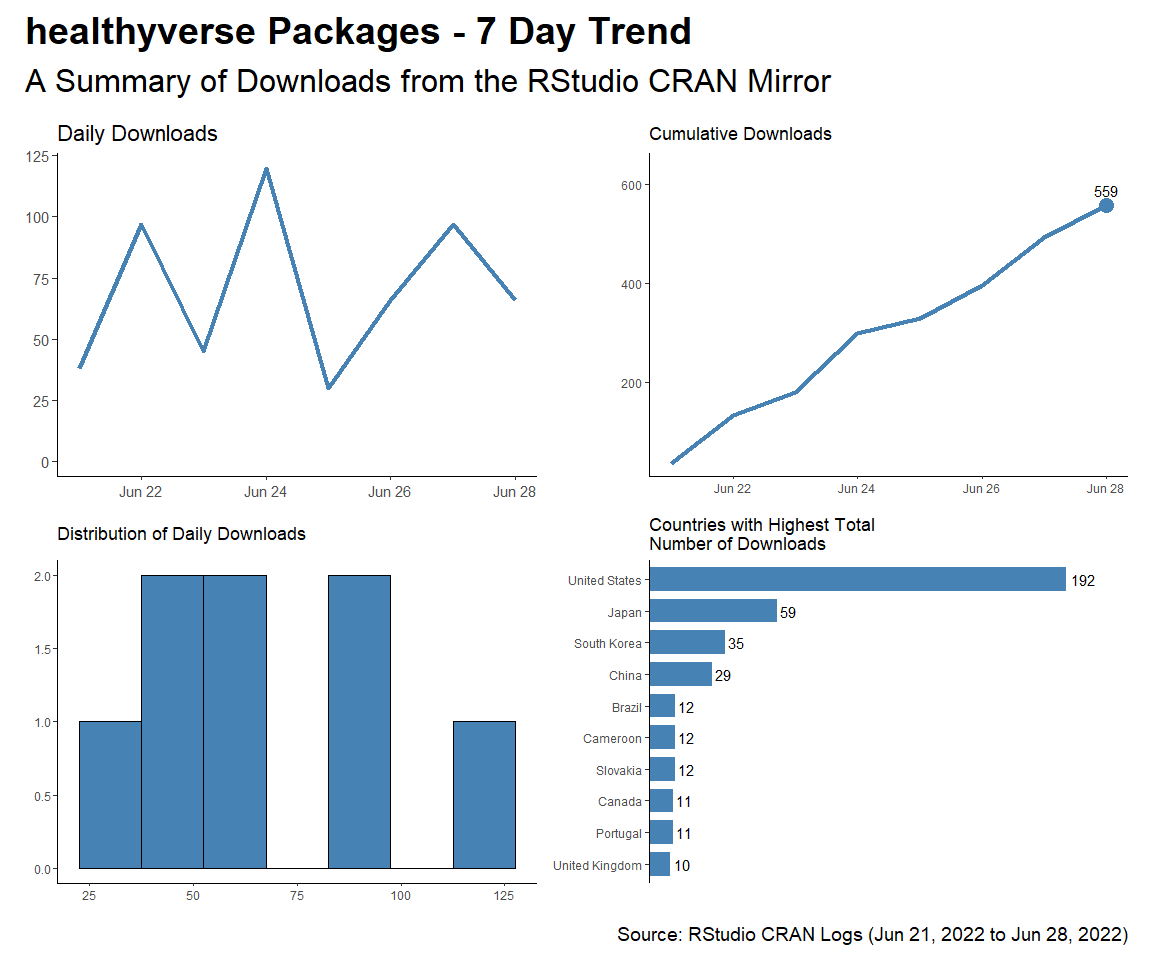 healthyverse Packages - 7 Day Trend
A Summary of Downloads from the RStudio CRAN Mirror
Daily Downloads
125
100
75
50
25
0
Jun 22 Jun 24 Jun 26 Jun 28
Cumulative Downloads
600
400
200
559
Jun 22 Jun 24 Jun 26 Jun 28
Distribution of Daily Downloads
2.0
1.5
1.0
0.5
0.0
25 50 75 100 125
Countries with Highest Total
Number of Downloads
United States 192
Japan 59
South Korea 35
China 29
Brazil 12
Cameroon 12
Slovakia 12
Canada 11
Portugal 11
United Kingdom 10
Source: RStudio CRAN Logs (Jun 21, 2022 to Jun 28, 2022)